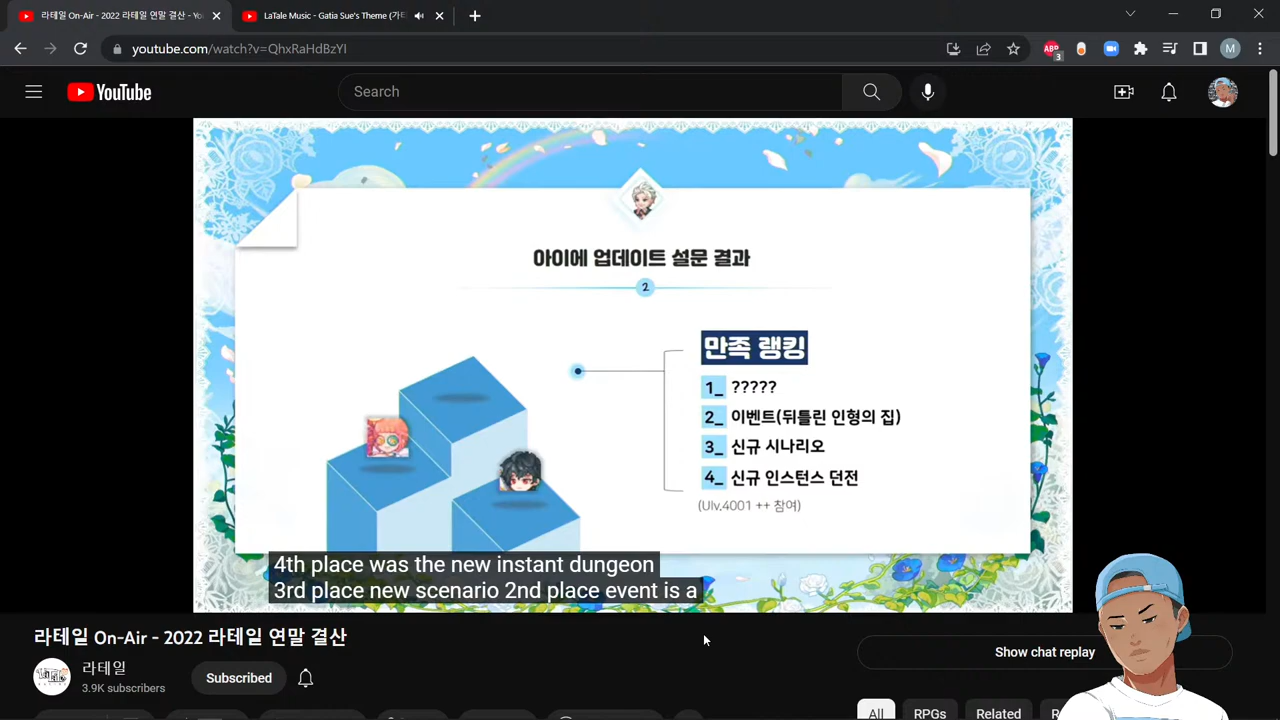 라테일 On-Air - 2022 라테일 연말 결산 - Yo
LaTale Music - Gatia Sue's Theme (가티
youtube.com/watch?v=QhxRaHdBzYI
ABP
3
M
YouTube
Search
아이에 업데이트 설문 결과
2
만족 랭킹
1_ ?????
2_ 이벤트(뒤틀린 인형의 집)
3_ 신규 시나리오
4_ 신규 인스턴스 던전
(Ulv.4001 ++ 참여)
4th place was the new instant dungeon
3rd place new scenario 2nd place event is a
라테일 On-Air - 2022 라테일 연말 결산
라테일
3.9K subscribers
Subscribed
Show chat replay
All
RPGs
Related